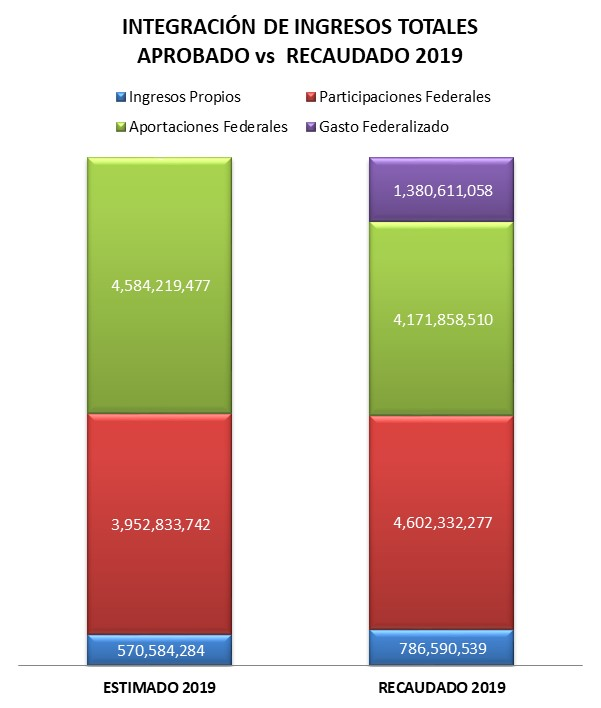 INTEGRACIÓN DE INGRESOS TOTALES
APROBADO vs  RECAUDADO 2019
Ingresos Propios
Participaciones Federales
Aportaciones Federales
Gasto Federalizado
4,584,219,477
3,952,833,742
570,584,284
1,380,611,058
4,171,858,510
4,602,332,277
786,590,539
ESTIMADO 2019
RECAUDADO 2019